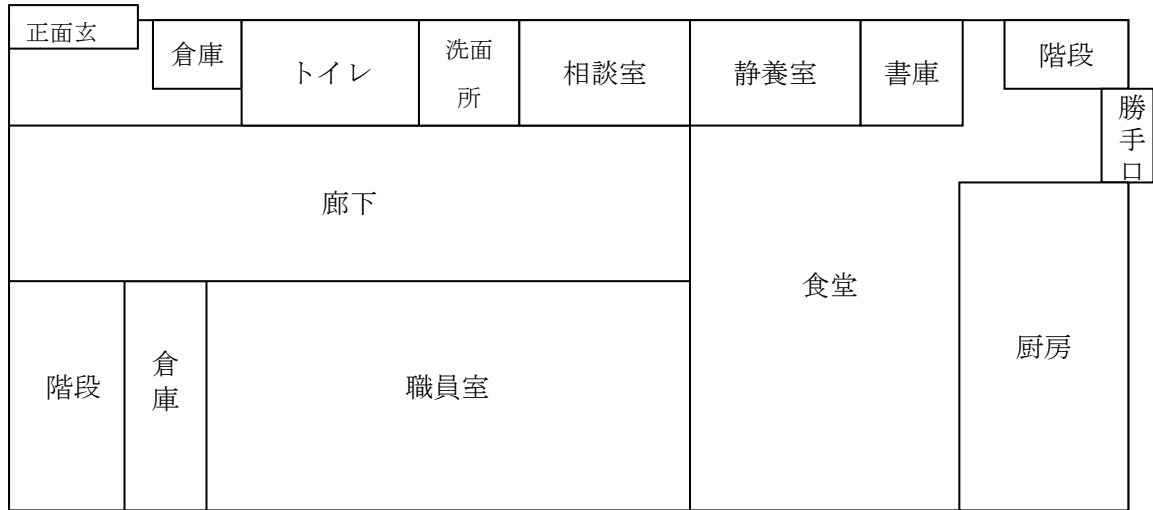 正面玄
倉庫
トイレ
洗面
所
相談室
静養室
書庫
階段
勝
手
口
廊下
食堂
厨房
階段
倉
庫
職員室